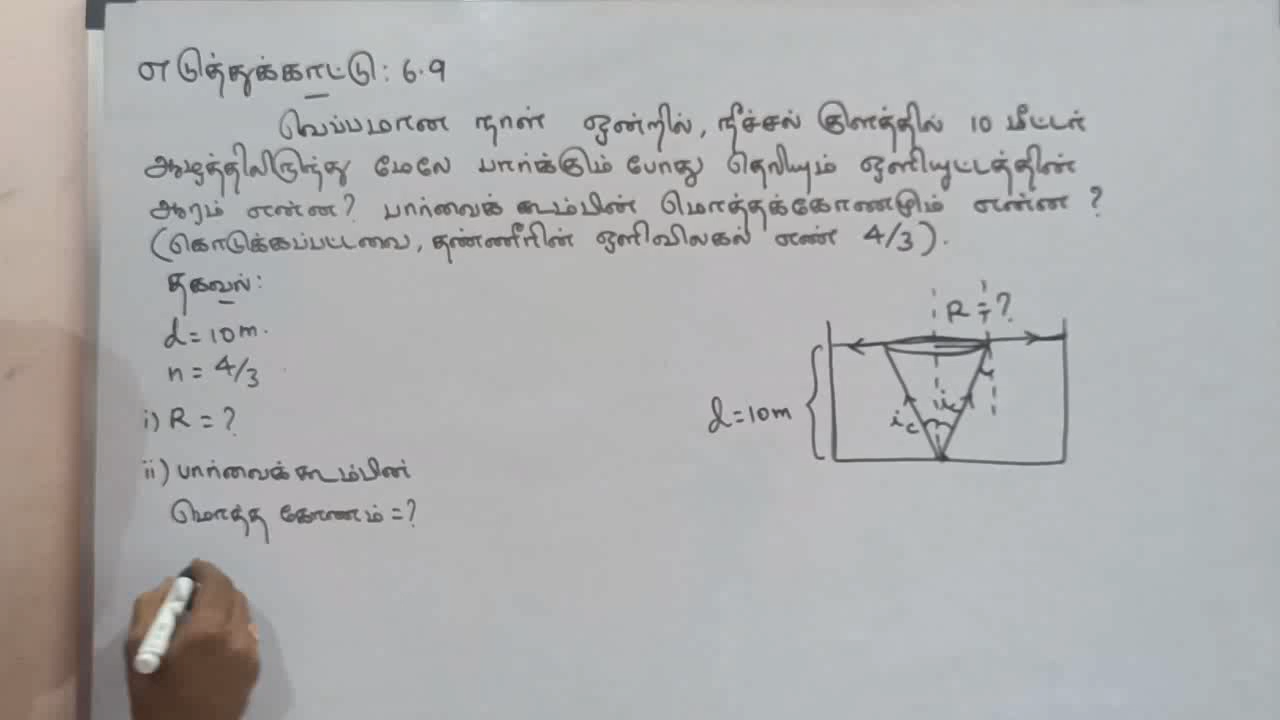 எடுத்துக்காட்டு: 6.9
வெப்பமான நாள் ஒன்றில், நீச்சல் குளத்தில் 10 மீட்டர்
ஆழத்திலிருந்து மேலே பார்க்கும் போது தெரியும் ஒளியூட்டத்தின்
ஆரம் என்ன? பார்வைக் கூம்பின் மொத்தக்கோணமும் என்ன?
(கொடுக்கப்பட்டவை, தண்ணீரின் ஒளிவிலகல் எண் 4/3).
தகவல்:
d = 10m.
n = 4/3
i) R = ?
ii) பார்வைக் கூம்பின்
மொத்த கோணம் = ?
R = ?
d = 10m
ic
ic